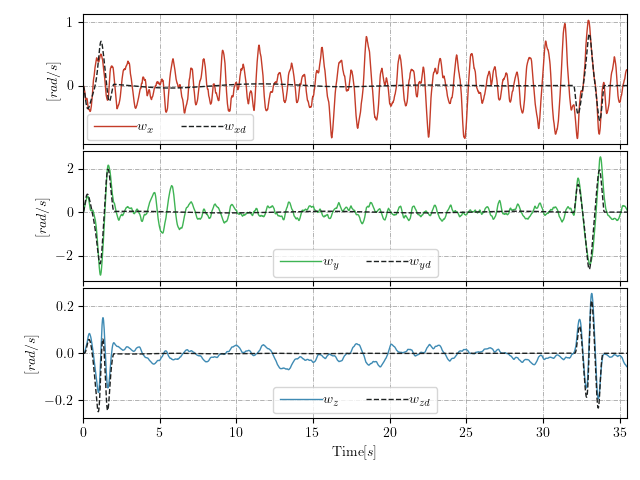 1
0
[rad/s]
w_x w_xd
2
0
−2
[rad/s]
w_y w_yd
0.2
0.0
−0.2
[rad/s]
w_z w_zd
0 5 10 15 20 25 30 35
Time[s]